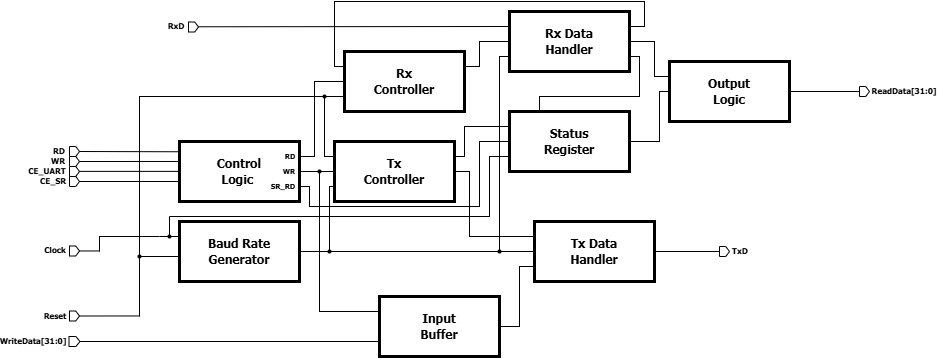 RxD
Rx Data
Handler
Rx
Controller
Output
Logic
ReadData[31:0]
Status
Register
RD
WR
CE_UART
CE_SR
Control
Logic
RD
WR
SR_RD
Tx
Controller
Clock
Baud Rate
Generator
Tx Data
Handler
TxD
Reset
Input
Buffer
WriteData[31:0]